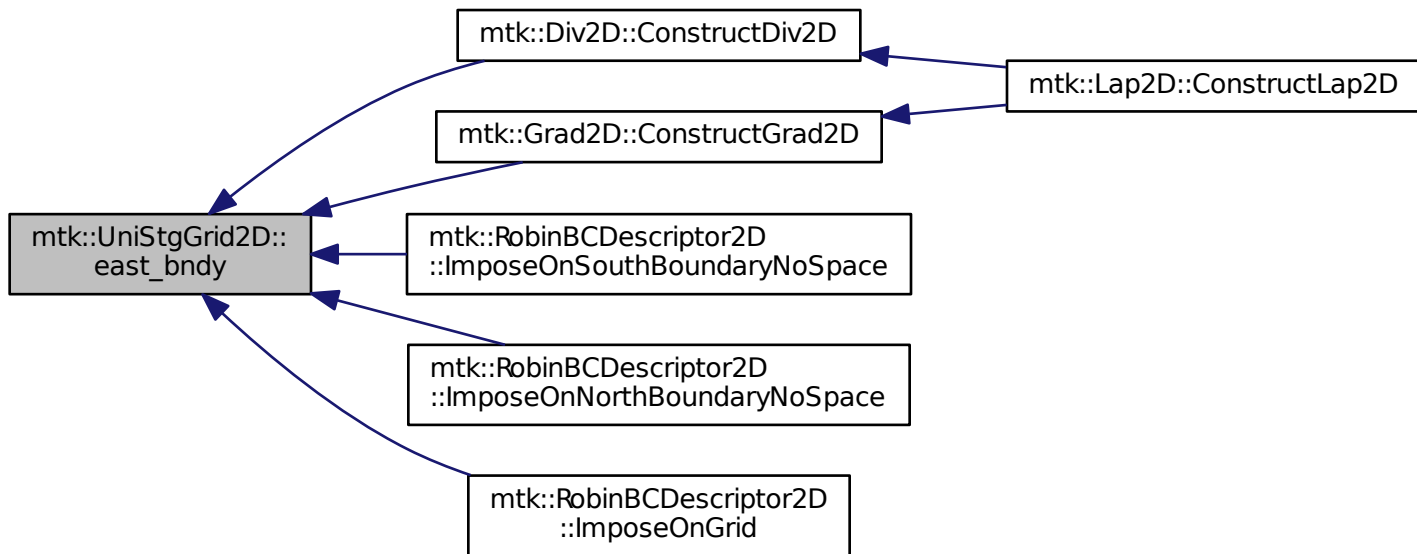 mtk::Div2D::ConstructDiv2D
mtk::Lap2D::ConstructLap2D
mtk::Grad2D::ConstructGrad2D
mtk::UniStgGrid2D::
east_bndy
mtk::RobinBCDescriptor2D
::ImposeOnSouthBoundaryNoSpace
mtk::RobinBCDescriptor2D
::ImposeOnNorthBoundaryNoSpace
mtk::RobinBCDescriptor2D
::ImposeOnGrid